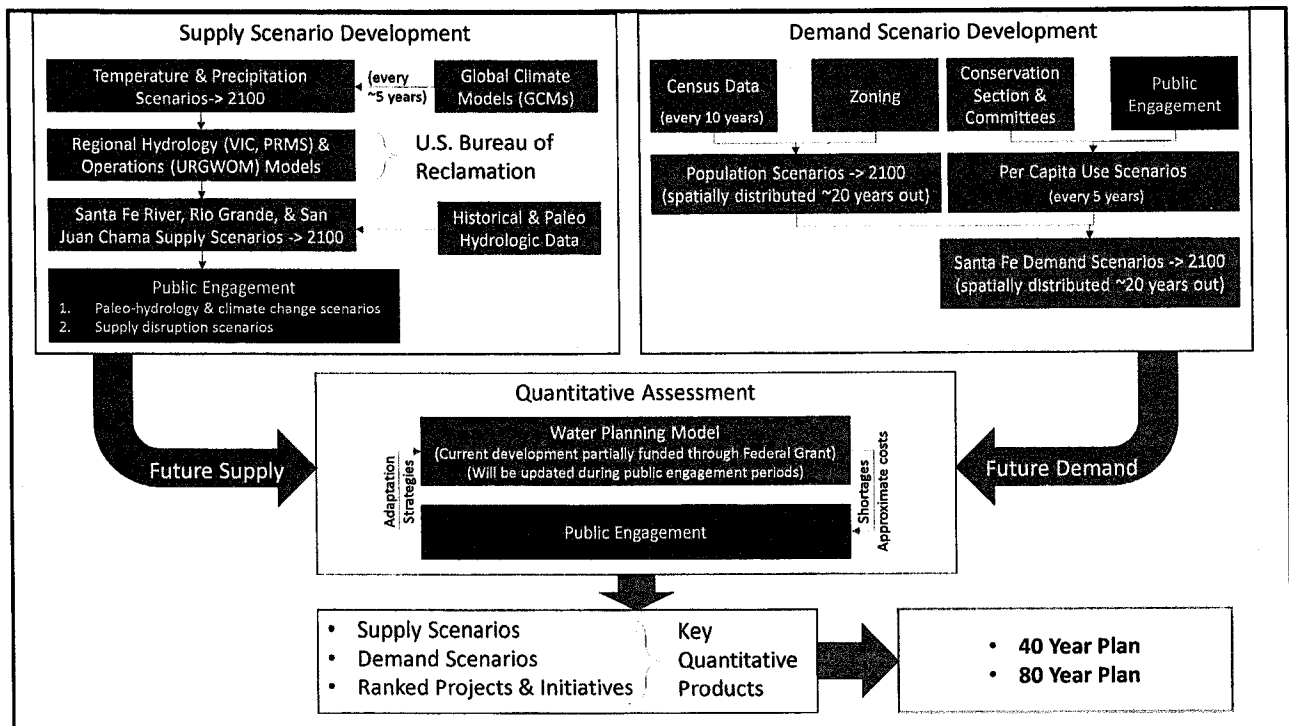 Supply Scenario Development
Temperature & Precipitation
Scenarios-> 2100
(every
~5 years)
Global Climate
Models (GCMs)
Regional Hydrology (VIC, PRMS) &
Operations (URGWOM) Models
U.S. Bureau of
Reclamation
Santa Fe River, Rio Grande, & San
Juan Chama Supply Scenarios -> 2100
Historical & Paleo
Hydrologic Data
Public Engagement
1. Paleo-hydrology & climate change scenarios
2. Supply disruption scenarios
Demand Scenario Development
Census Data
(every 10 years)
Zoning
Conservation
Section &
Committees
Public
Engagement
Population Scenarios -> 2100
(spatially distributed ~20 years out)
Per Capita Use Scenarios
(every 5 years)
Santa Fe Demand Scenarios -> 2100
(spatially distributed ~20 years out)
Future Supply
Quantitative Assessment
Water Planning Model
(Current development partially funded through Federal Grant)
(Will be updated during public engagement periods)
Adaptation
Strategies
Shortages
Approximate costs
Public Engagement
Future Demand
• Supply Scenarios
• Demand Scenarios
• Ranked Projects & Initiatives
Key
Quantitative
Products
• 40 Year Plan
• 80 Year Plan